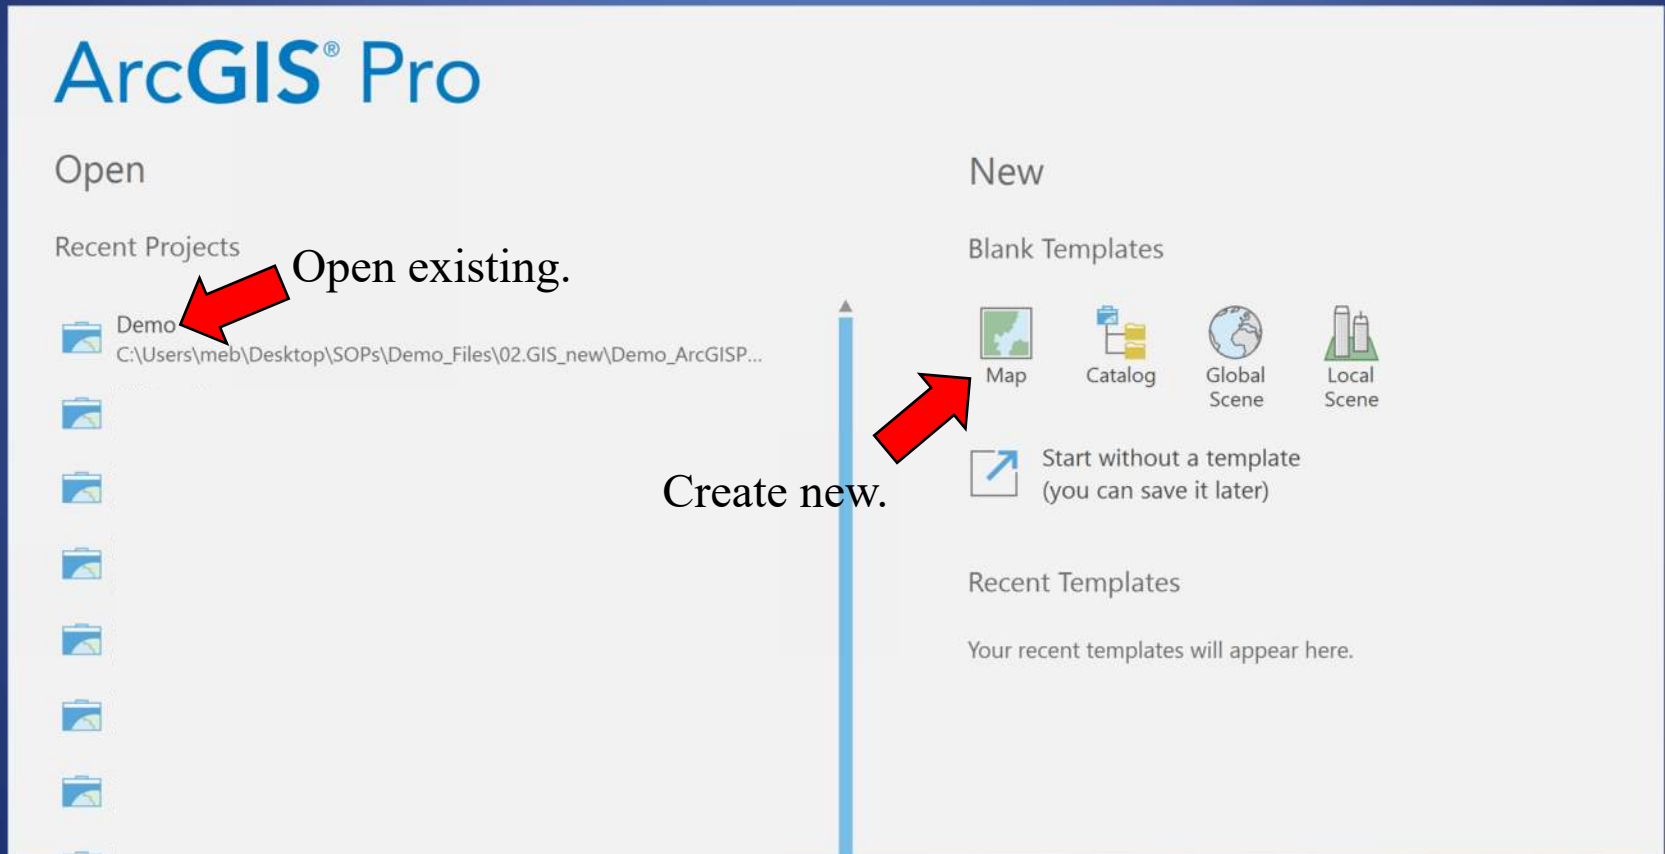 ArcGIS® Pro
Open
Recent Projects
Open existing.
Demo
C:\Users\meb\Desktop\SOPs\Demo_Files\02.GIS_new\Demo_ArcGISP...
Create new.
New
Blank Templates
Map
Catalog
Global
Scene
Local
Scene
Start without a template
(you can save it later)
Recent Templates
Your recent templates will appear here.